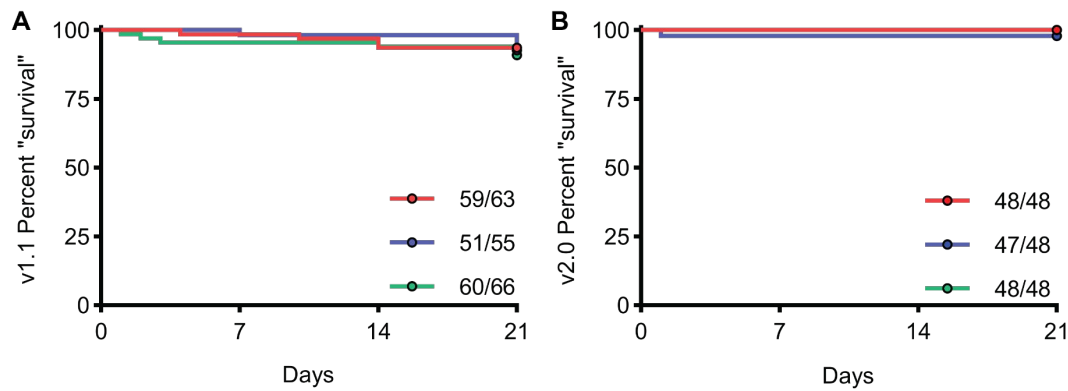 A
v1.1 Percent "survival"
100
75
50
25
0
0 7 14 21
Days
59/63
51/55
60/66
B
v2.0 Percent "survival"
100
75
50
25
0
0 7 14 21
Days
48/48
47/48
48/48